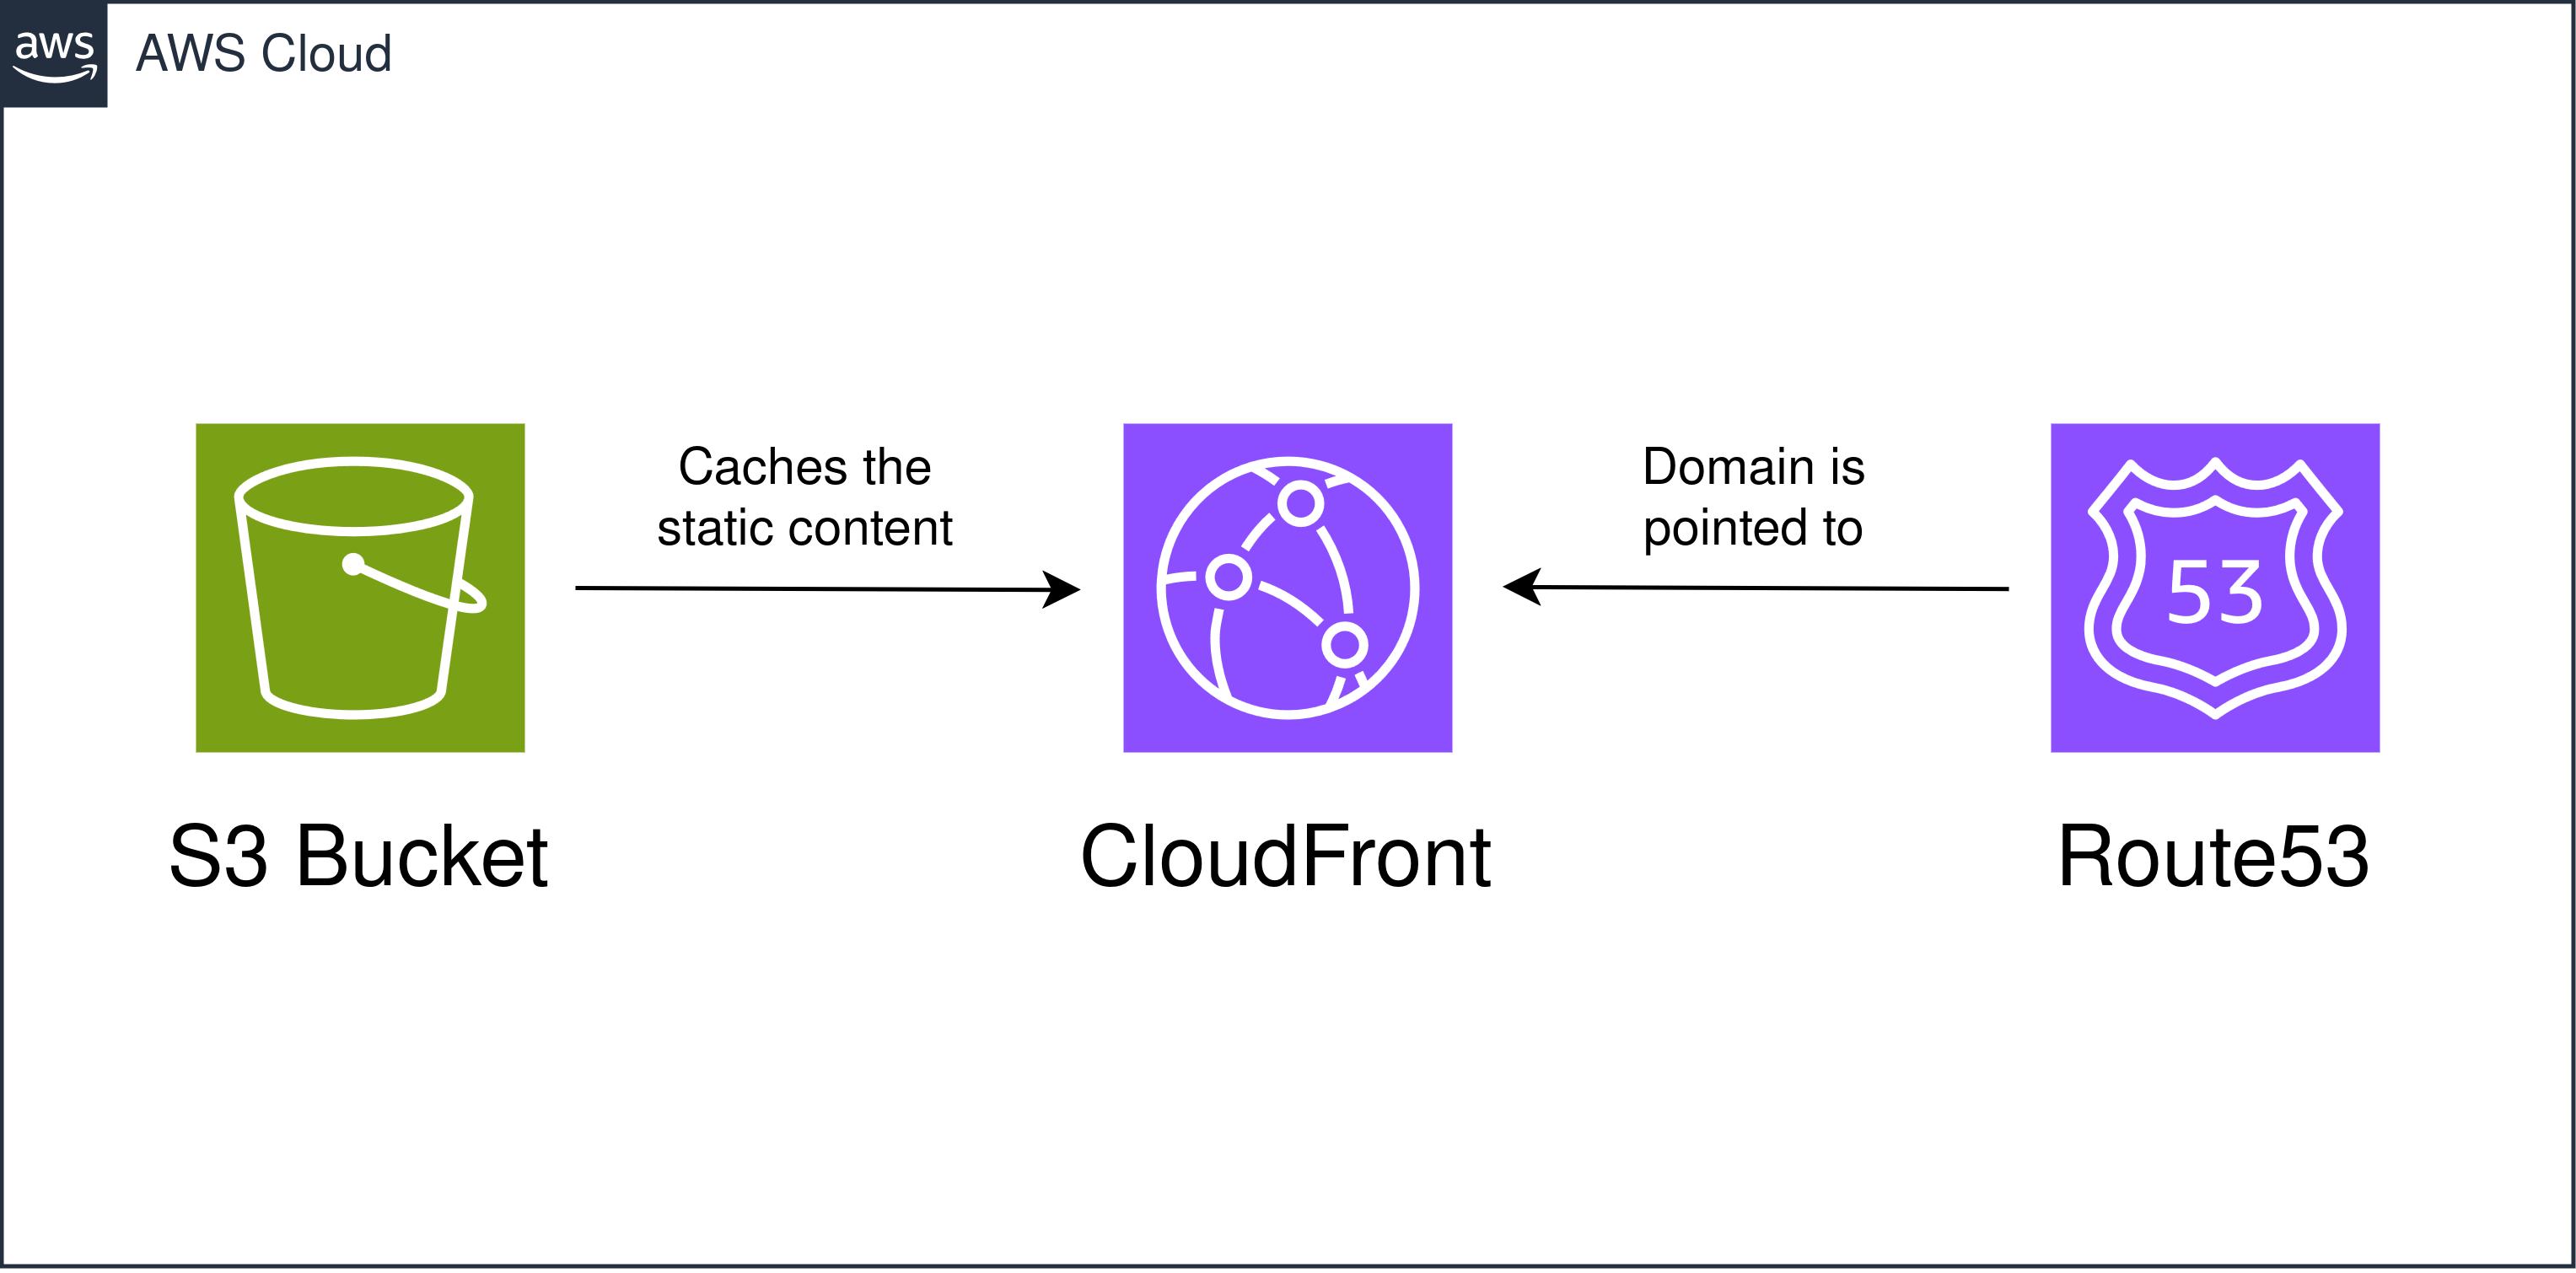 aws
AWS Cloud
Caches the
static content
Domain is
pointed to
53
S3 Bucket
CloudFront
Route53